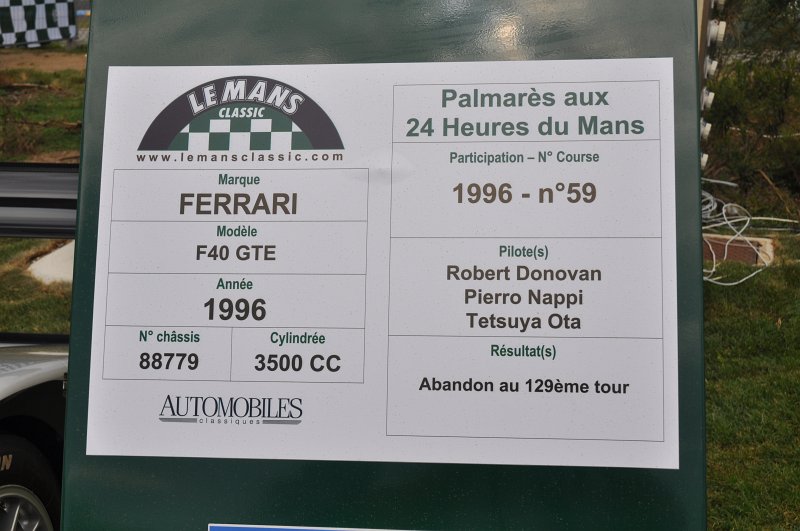 LE MANS
CLASSIC
www.lemansclassic.com
Marque
FERRARI
Modèle
F40 GTE
Année
1996
N° châssis
88779
Cylindrée
3500 CC
AUTOMOBILES
classiques
Palmarès aux
24 Heures du Mans
Participation – N° Course
1996 - n°59
Pilote(s)
Robert Donovan
Pierro Nappi
Tetsuya Ota
Résultat(s)
Abandon au 129ème tour